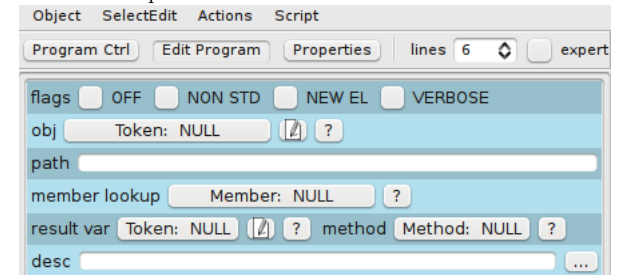 Object SelectEdit Actions Script
Program Ctrl Edit Program Properties lines 6 expert
flags OFF NON STD NEW EL VERBOSE
obj Token: NULL ?
path
member lookup Member: NULL ?
result var Token: NULL ? method Method: NULL ?
desc ...